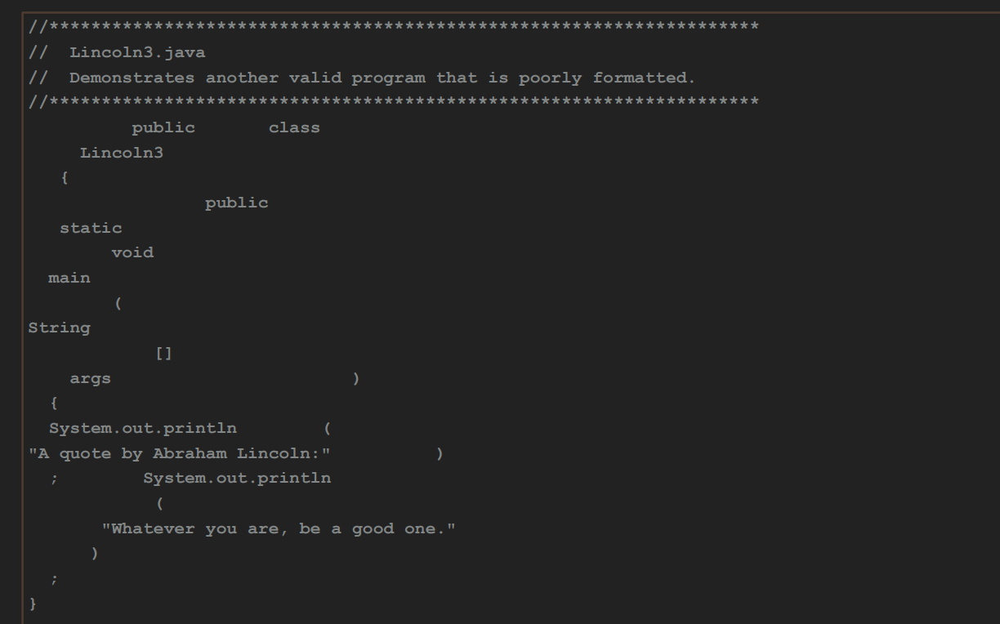 //********************************************************************
//  Lincoln3.java
//  Demonstrates another valid program that is poorly formatted.
//********************************************************************
          public       class
     Lincoln3
   {
                 public
   static
        void
  main
        (
String
            []
    args                       )
  {
  System.out.println        (
"A quote by Abraham Lincoln:"          )
  ;        System.out.println
            (
       "Whatever you are, be a good one."
      )
  ;
}